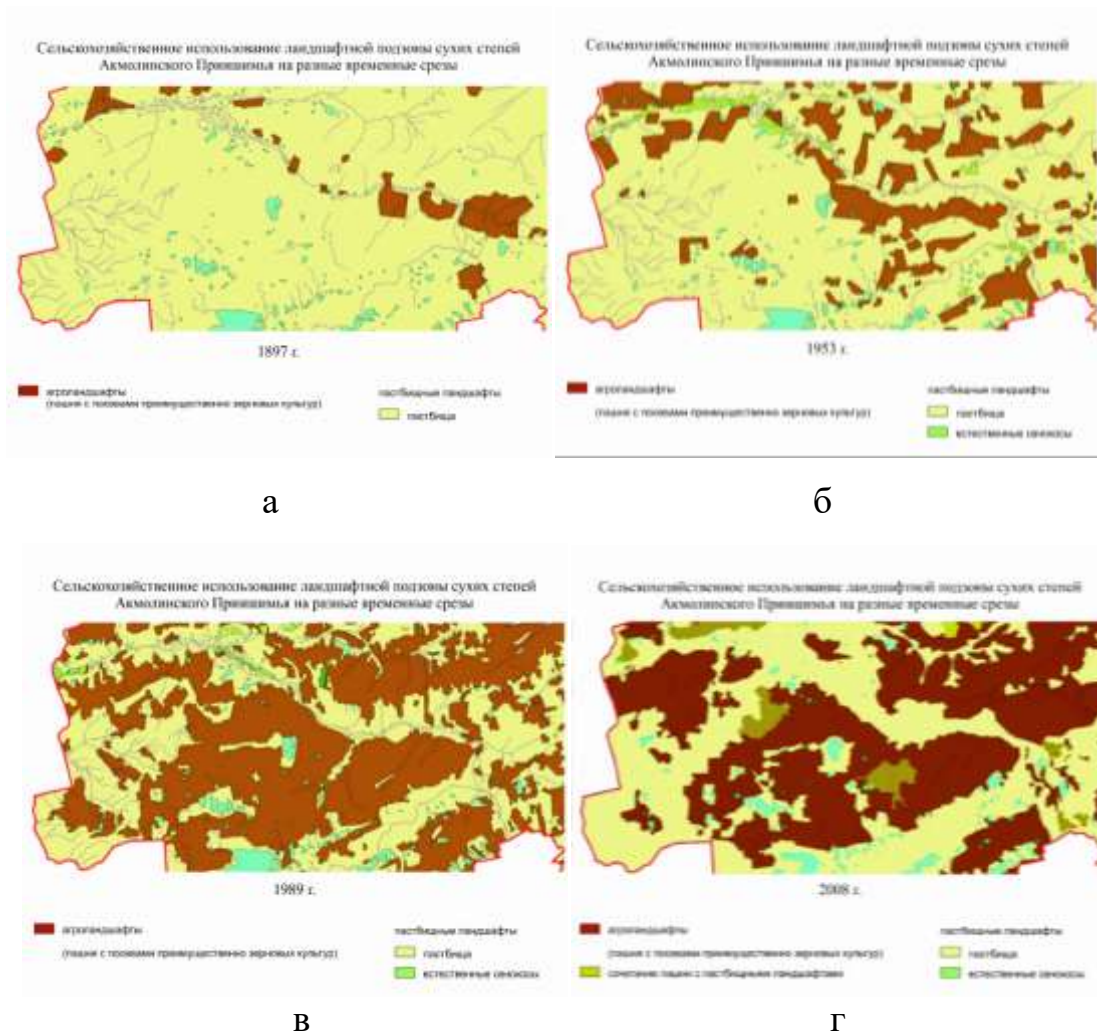 Сельскохозяйственное использование ландшафтной подзоны сухих степей
Акмолинского Приишимья на разные временные срезы
1897 г.
агроландшафты
(пашня с посевами преимущественно зерновых культур)
пастбищные ландшафты
пастбища
а
Сельскохозяйственное использование ландшафтной подзоны сухих степей
Акмолинского Приишимья на разные временные срезы
1953 г.
агроландшафты
(пашня с посевами преимущественно зерновых культур)
пастбищные ландшафты
пастбища
естественные сенокосы
б
Сельскохозяйственное использование ландшафтной подзоны сухих степей
Акмолинского Приишимья на разные временные срезы
1989 г.
агроландшафты
(пашня с посевами преимущественно зерновых культур)
пастбищные ландшафты
пастбища
естественные сенокосы
в
Сельскохозяйственное использование ландшафтной подзоны сухих степей
Акмолинского Приишимья на разные временные срезы
2008 г.
агроландшафты
(пашня с посевами преимущественно зерновых культур)
сочетание пашни с пастбищными ландшафтами
пастбищные ландшафты
пастбища
естественные сенокосы
г